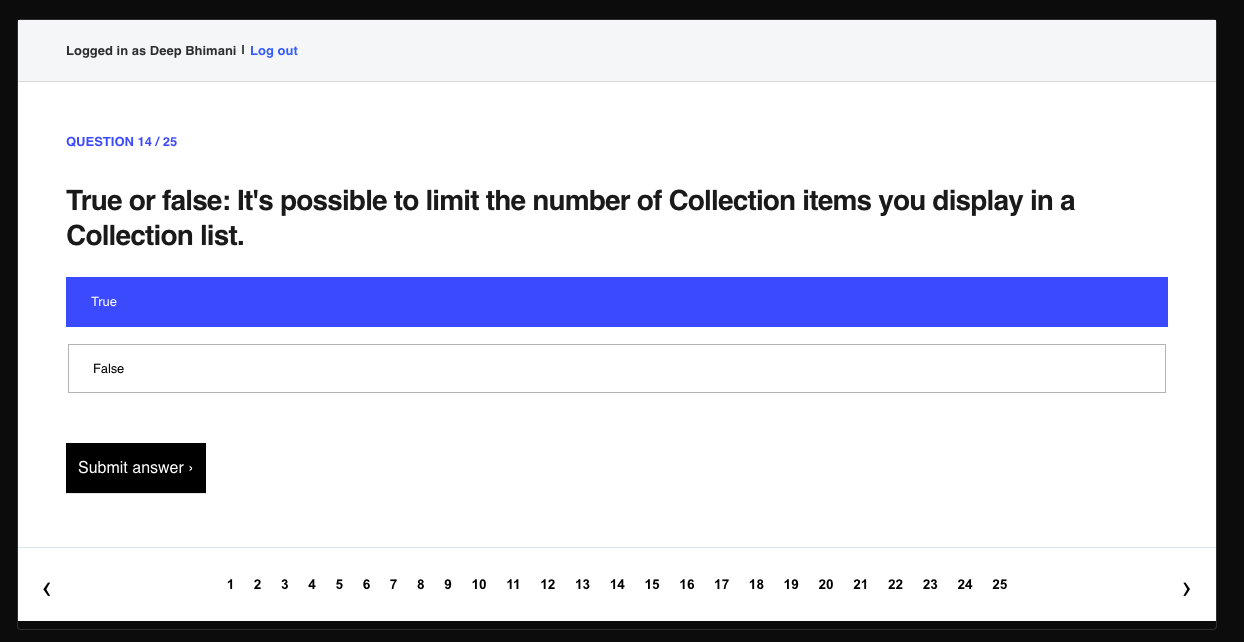 Logged in as Deep Bhimani | Log out
QUESTION 14 / 25
True or false: It's possible to limit the number of Collection items you display in a
Collection list.
True
False
Submit answer ›
‹ 1 2 3 4 5 6 7 8 9 10 11 12 13 14 15 16 17 18 19 20 21 22 23 24 25 ›